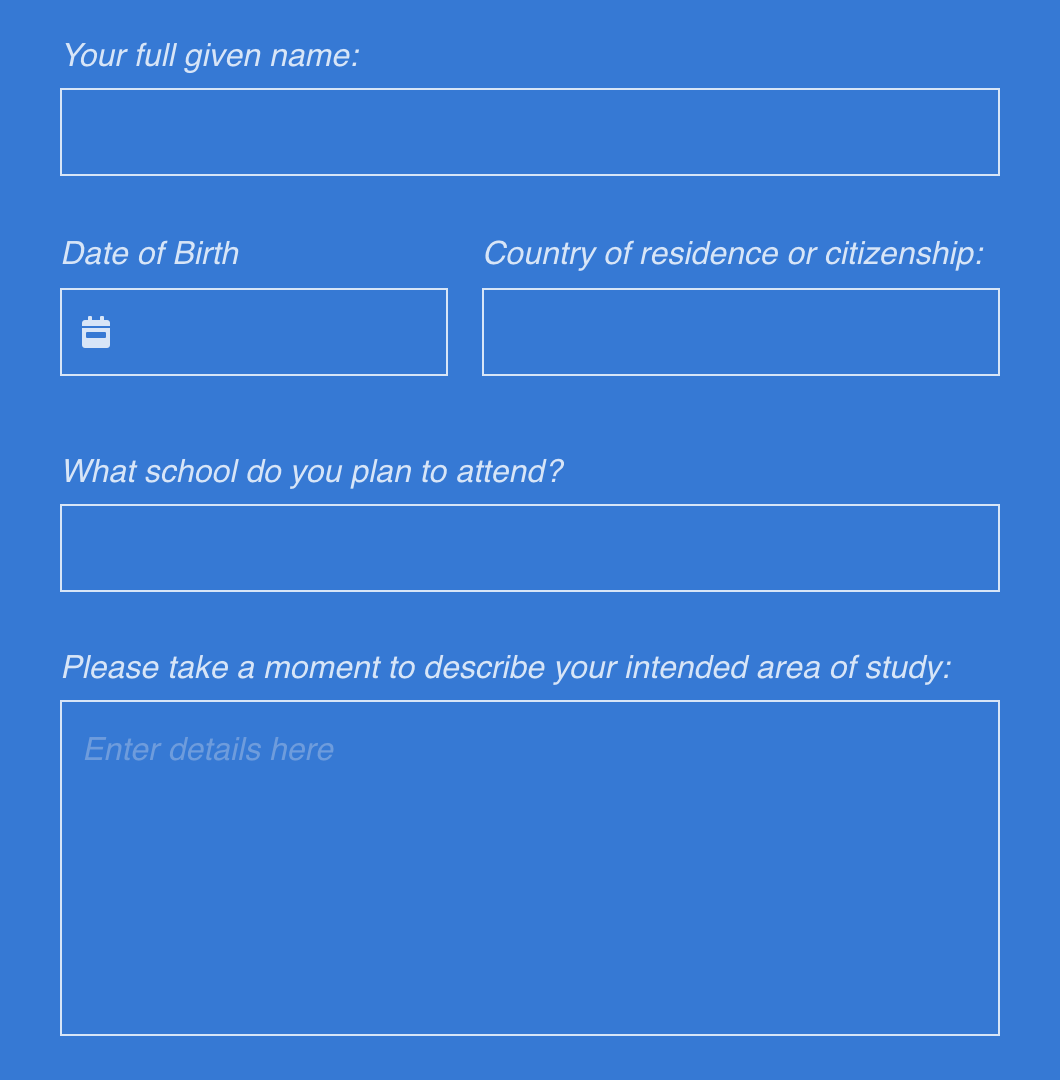 Your full given name:
Date of Birth
Country of residence or citizenship:
What school do you plan to attend?
Please take a moment to describe your intended area of study:
Enter details here